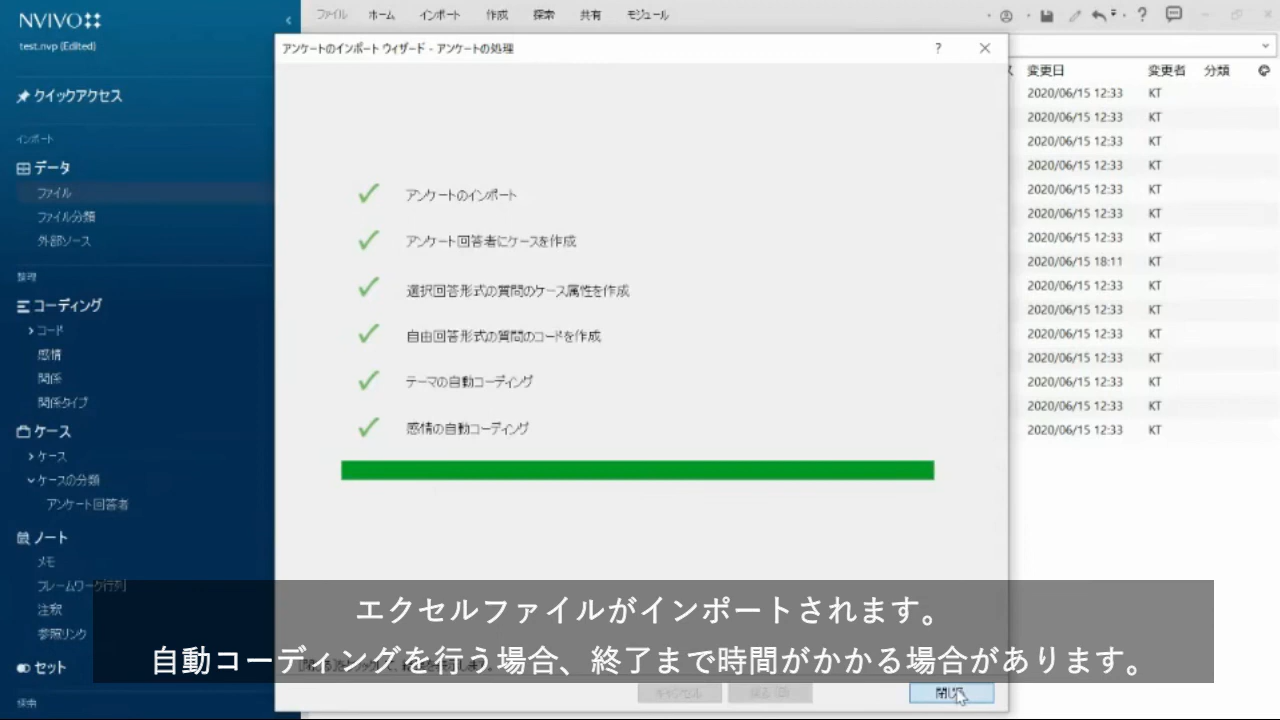 NVIVO
test.nvp (Edited)
クイックアクセス
インポート
データ
ファイル
ファイル分類
外部ソース
整理
コーディング
コード
感情
関係
関係タイプ
ケース
ケース
ケースの分類
アンケート回答者
ノート
メモ
フレームワーク行列
注釈
参照リンク
セット
探索
ファイル ホーム インポート 作成 探索 共有 モジュール
アンケートのインポート ウィザード - アンケートの処理
アンケートのインポート
アンケート回答者にケースを作成
選択回答形式の質問のケース属性を作成
自由回答形式の質問のコードを作成
テーマの自動コーディング
感情の自動コーディング
キャンセル
変更日 変更者 分類
2020/06/15 12:33 KT
2020/06/15 12:33 KT
2020/06/15 12:33 KT
2020/06/15 12:33 KT
2020/06/15 12:33 KT
2020/06/15 12:33 KT
2020/06/15 12:33 KT
2020/06/15 18:11 KT
2020/06/15 12:33 KT
2020/06/15 12:33 KT
2020/06/15 12:33 KT
2020/06/15 12:33 KT
2020/06/15 12:33 KT
2020/06/15 12:33 KT
2020/06/15 12:33 KT
エクセルファイルがインポートされます。
自動コーディングを行う場合、終了まで時間がかかる場合があります。